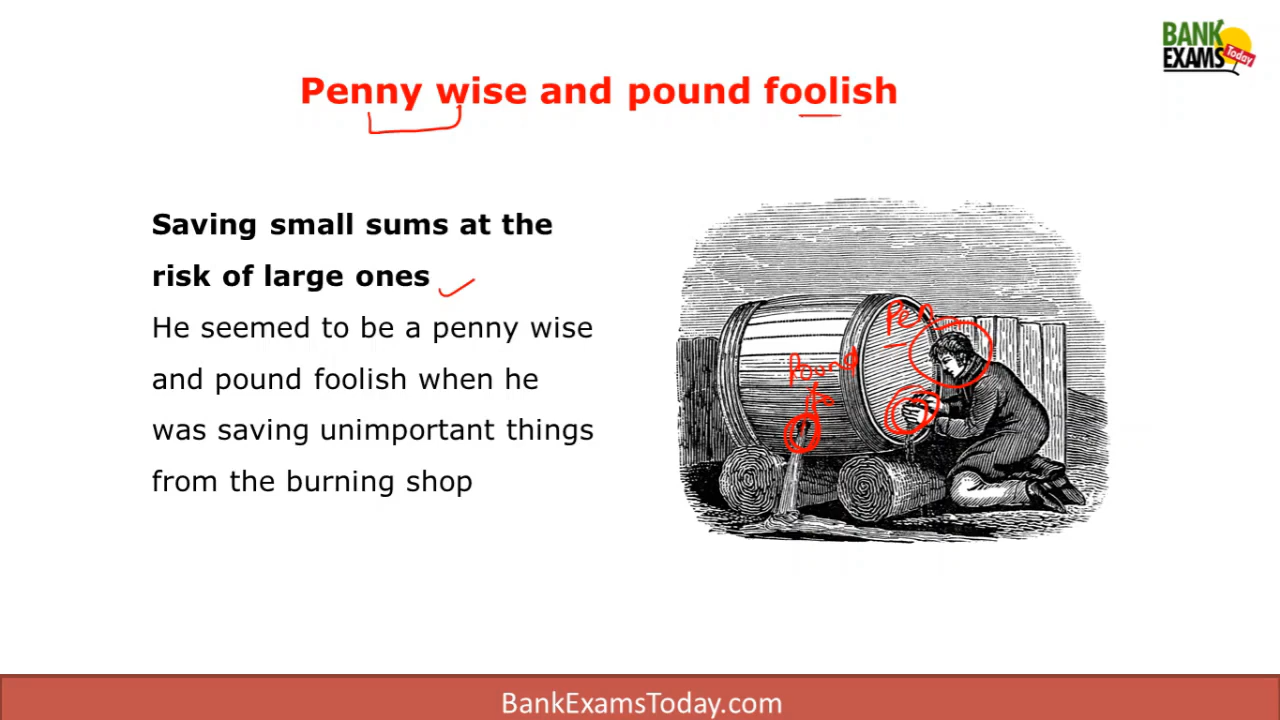 BANK
EXAMS
Today
Penny wise and pound foolish
Saving small sums at the
risk of large ones
He seemed to be a penny wise
and pound foolish when he
was saving unimportant things
from the burning shop
Pen
Pound
BankExamsToday.com